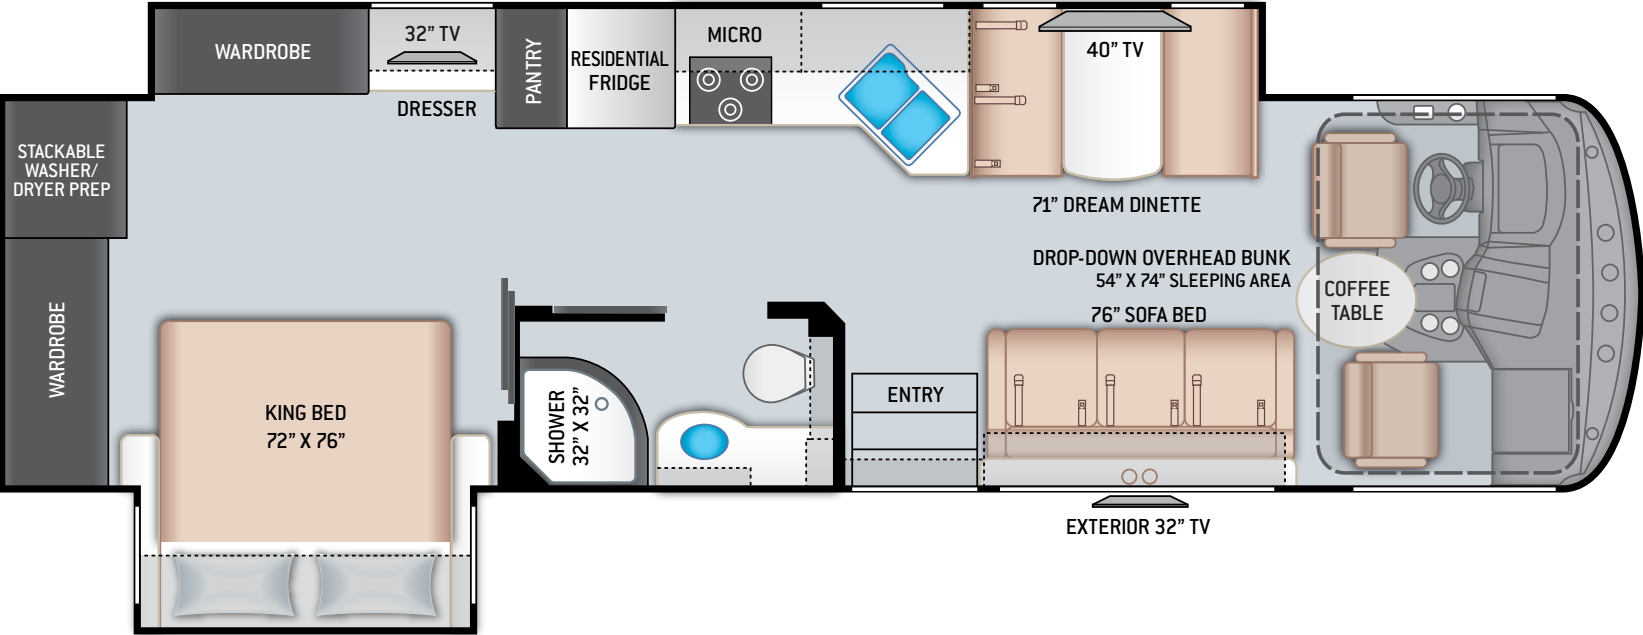 WARDROBE
32” TV
DRESSER
PANTRY
RESIDENTIAL
FRIDGE
MICRO
40” TV
STACKABLE
WASHER/
DRYER PREP
71” DREAM DINETTE
DROP-DOWN OVERHEAD BUNK
54” X 74” SLEEPING AREA
76” SOFA BED
COFFEE
TABLE
WARDROBE
KING BED
72” X 76”
SHOWER
32” X 32”
ENTRY
EXTERIOR 32” TV